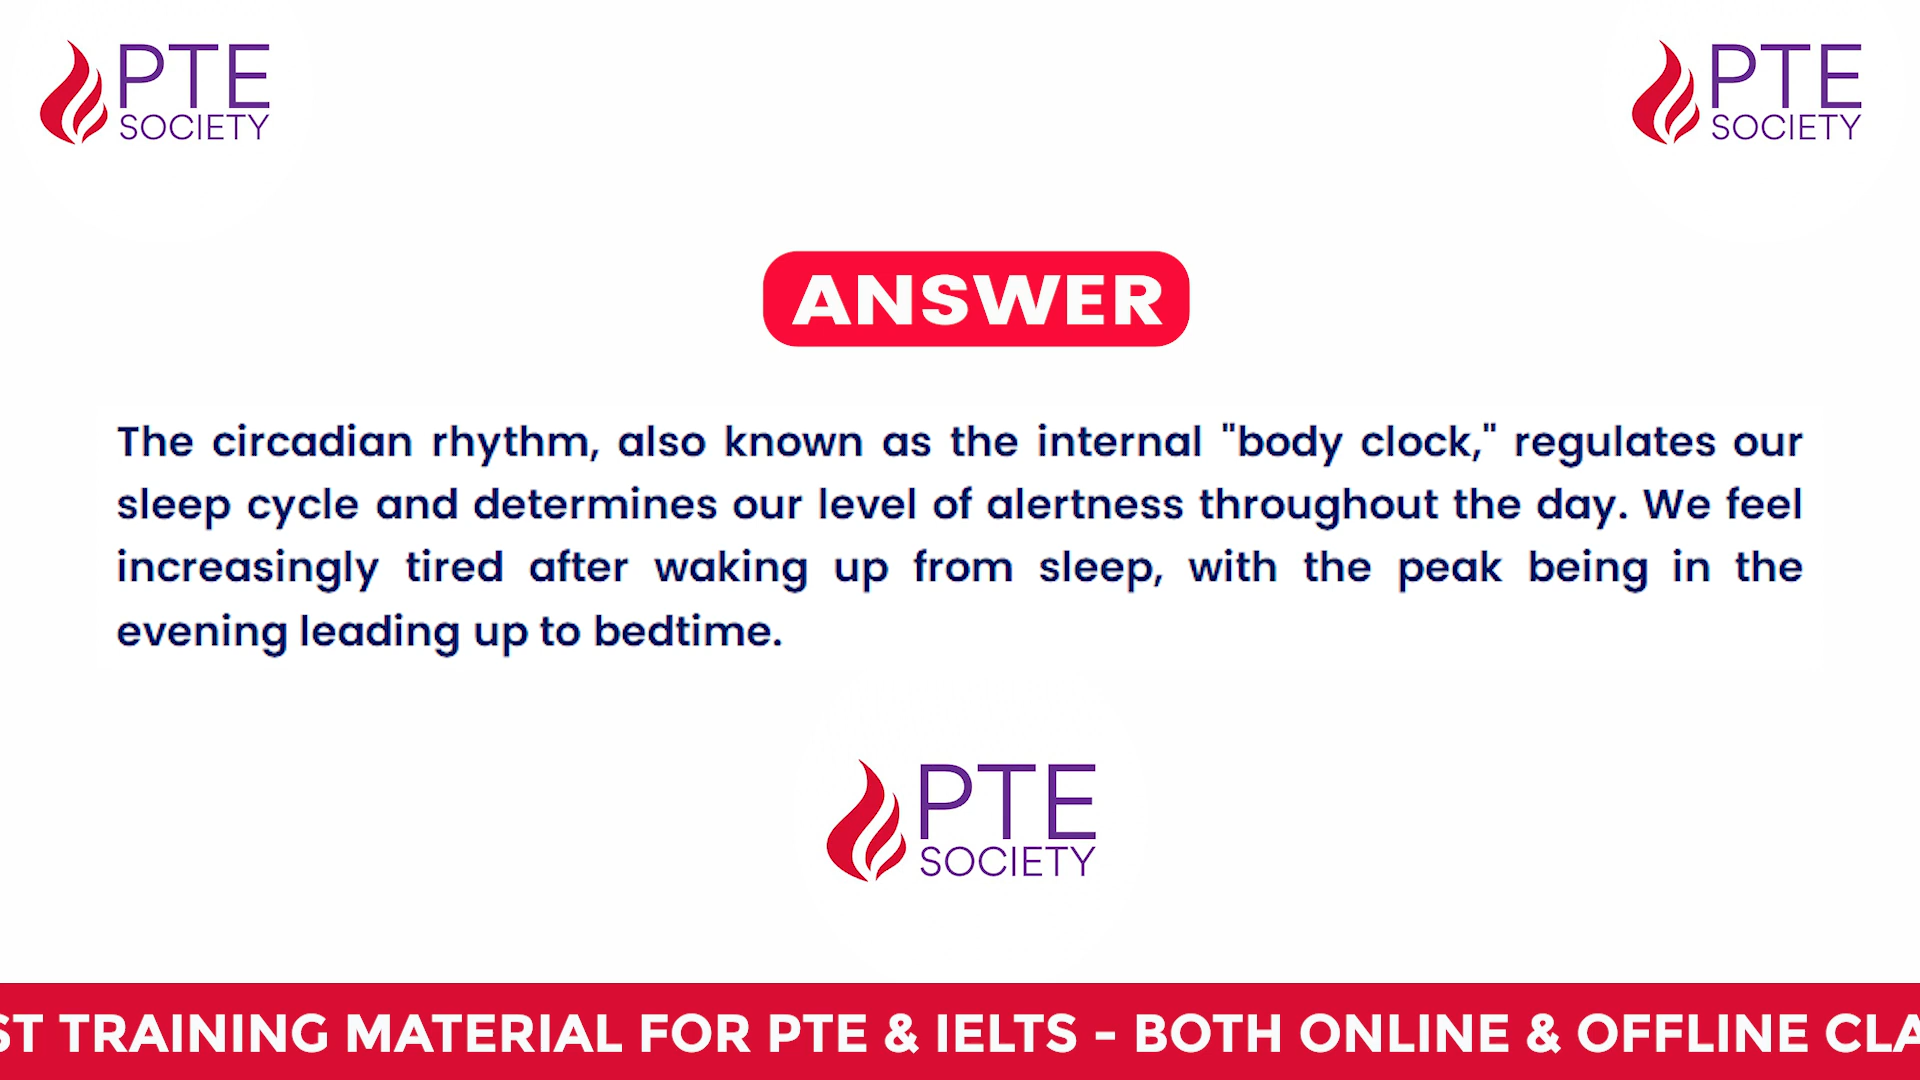 PTE
SOCIETY
PTE
SOCIETY
ANSWER
The circadian rhythm, also known as the internal "body clock," regulates our
sleep cycle and determines our level of alertness throughout the day. We feel
increasingly tired after waking up from sleep, with the peak being in the
evening leading up to bedtime.
PTE
SOCIETY
ST TRAINING MATERIAL FOR PTE & IELTS - BOTH ONLINE & OFFLINE CLA